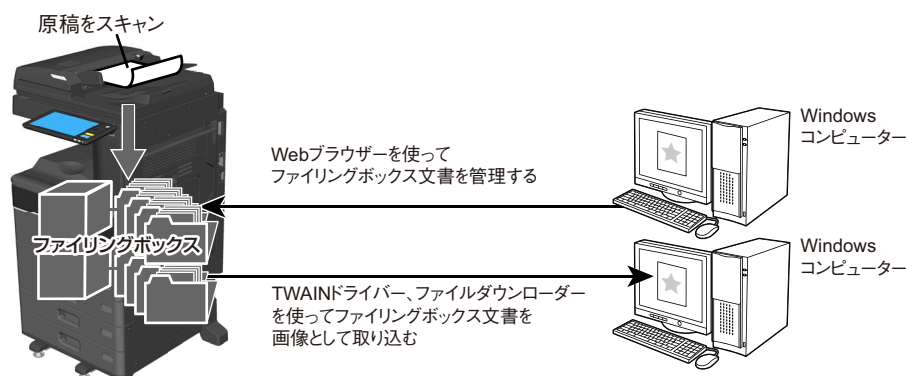 原稿をスキャン
Windows
コンピューター
Webブラウザーを使って
ファイリングボックス文書を管理する
ファイリングボックス
Windows
コンピューター
TWAINドライバー、ファイルダウンローダー
を使ってファイリングボックス文書を
画像として取り込む